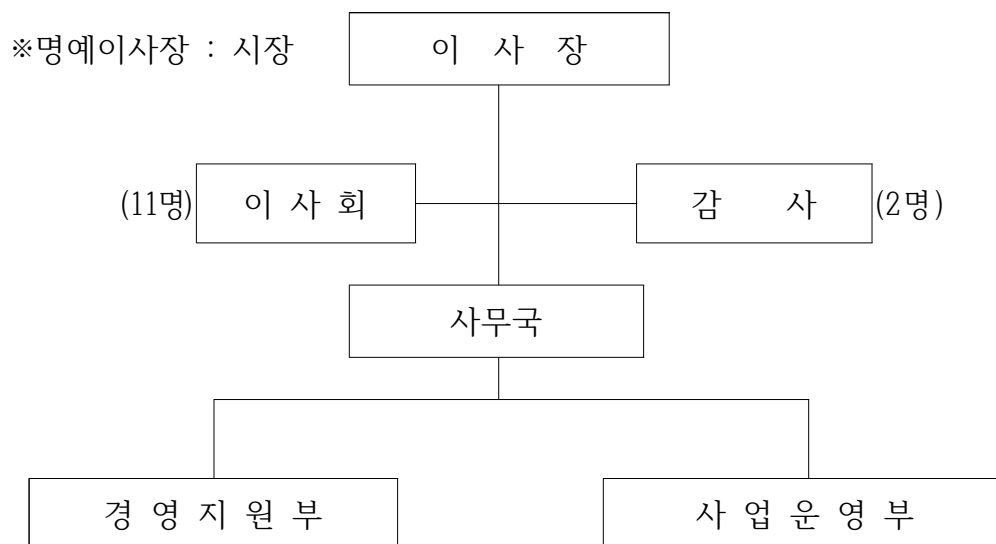 ※명예이사장 : 시장
이 사 장
(11명) 이 사 회 감 사 (2명)
사무국
경 영 지 원 부 사 업 운 영 부